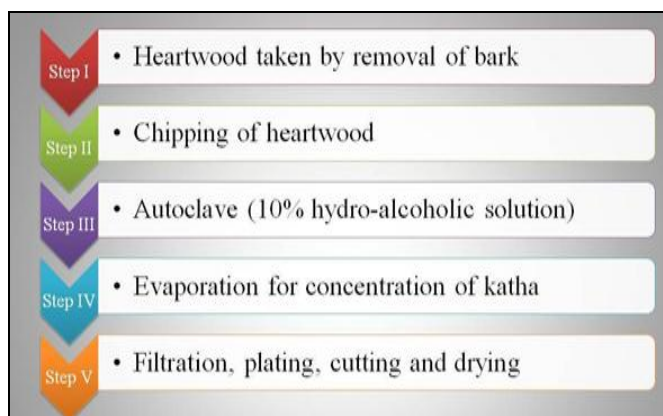 Step I
• Heartwood taken by removal of bark
Step II
• Chipping of heartwood
Step III
• Autoclave (10% hydro-alcoholic solution)
Step IV
• Evaporation for concentration of katha
Step V
• Filtration, plating, cutting and drying